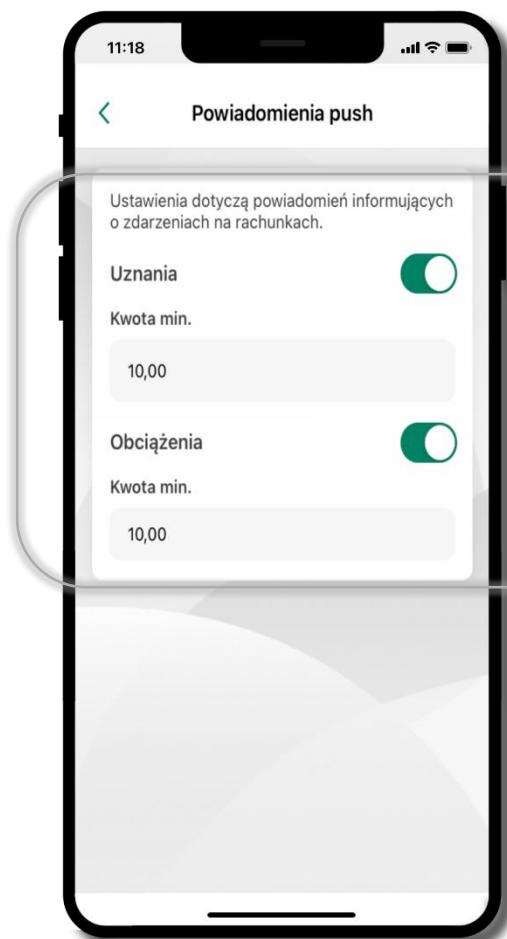 11:18
Powiadomienia push
Ustawienia dotyczą powiadomień informujących
o zdarzeniach na rachunkach.
Uznania
Kwota min.
10,00
Obciążenia
Kwota min.
10,00